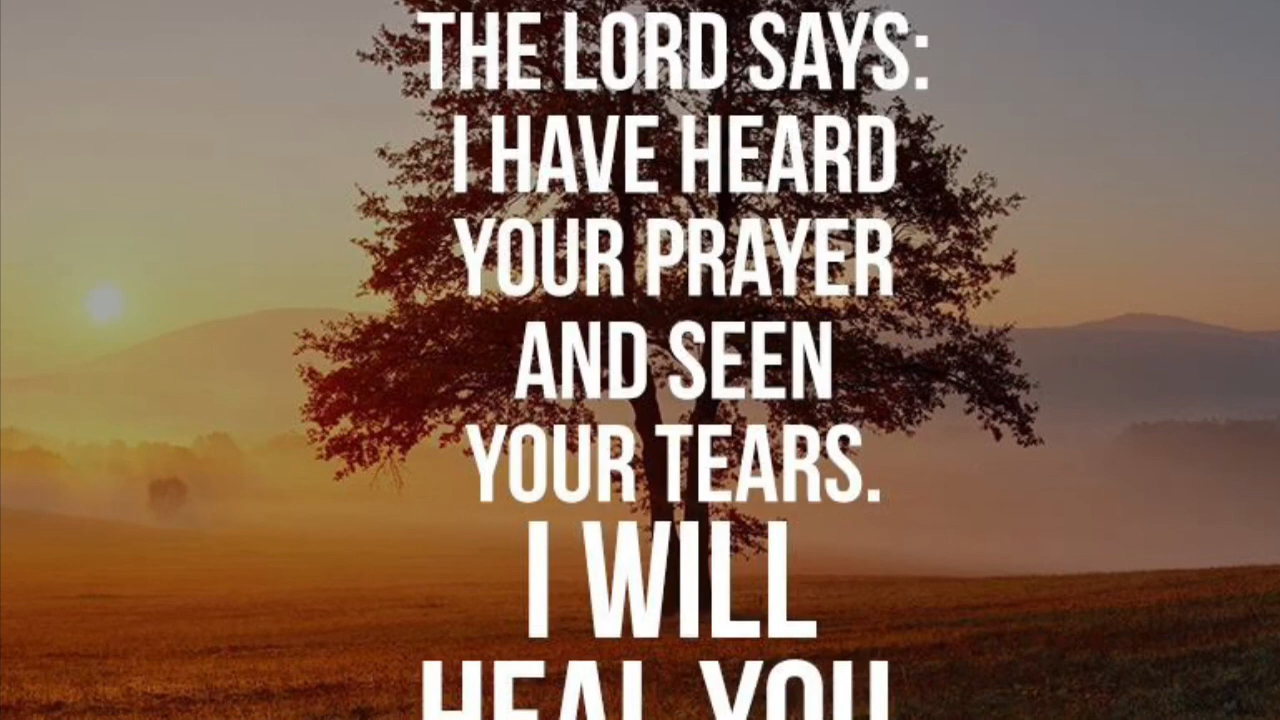 THE LORD SAYS:
I HAVE HEARD
YOUR PRAYER
AND SEEN
YOUR TEARS.
I WILL
HEAL YOU